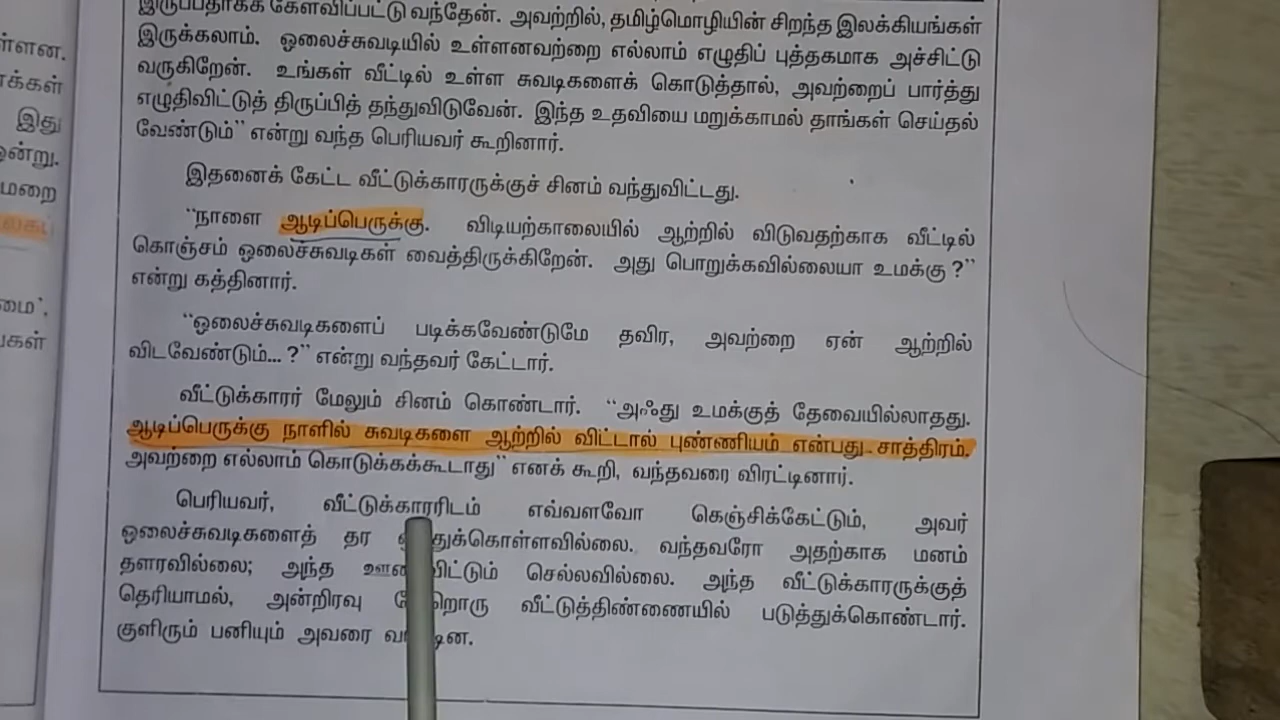 ள்ளன.
க்கள்
இது
ஒன்று.
மறை
மை',
கள்
இருப்பதாகக் கேள்விப்பட்டு வந்தேன். அவற்றில், தமிழ்மொழியின் சிறந்த இலக்கியங்கள்
இருக்கலாம். ஓலைச்சுவடியில் உள்ளனவற்றை எல்லாம் எழுதிப் புத்தகமாக அச்சிட்டு
வருகிறேன். உங்கள் வீட்டில் உள்ள சுவடிகளைக் கொடுத்தால், அவற்றைப் பார்த்து
எழுதிவிட்டுத் திருப்பித் தந்துவிடுவேன். இந்த உதவியை மறுக்காமல் தாங்கள் செய்தல்
வேண்டும்" என்று வந்த பெரியவர் கூறினார்.
இதனைக் கேட்ட வீட்டுக்காரருக்குச் சினம் வந்துவிட்டது.
"நாளை ஆடிப்பெருக்கு. விடியற்காலையில் ஆற்றில் விடுவதற்காக வீட்டில்
கொஞ்சம் ஓலைச்சுவடிகள் வைத்திருக்கிறேன். அது பொறுக்கவில்லையா உமக்கு ?"
என்று கத்தினார்.
"ஓலைச்சுவடிகளைப் படிக்கவேண்டுமே தவிர, அவற்றை ஏன் ஆற்றில்
விடவேண்டும்... ?" என்று வந்தவர் கேட்டார்.
வீட்டுக்காரர் மேலும் சினம் கொண்டார். "அஃது உமக்குத் தேவையில்லாதது.
ஆடிப்பெருக்கு நாளில் சுவடிகளை ஆற்றில் விட்டால் புண்ணியம் என்பது சாத்திரம்.
அவற்றை எல்லாம் கொடுக்கக்கூடாது" எனக் கூறி, வந்தவரை விரட்டினார்.
பெரியவர், வீட்டுக்காரரிடம் எவ்வளவோ கெஞ்சிக்கேட்டும், அவர்
ஓலைச்சுவடிகளைத் தர துக்கொள்ளவில்லை. வந்தவரோ அதற்காக மனம்
தளரவில்லை; அந்த விட்டும் செல்லவில்லை. அந்த வீட்டுக்காரருக்குத்
தெரியாமல், அன்றிரவு வீட்டுத்திண்ணையில் படுத்துக்கொண்டார்.
குளிரும் பனியும் அவரை